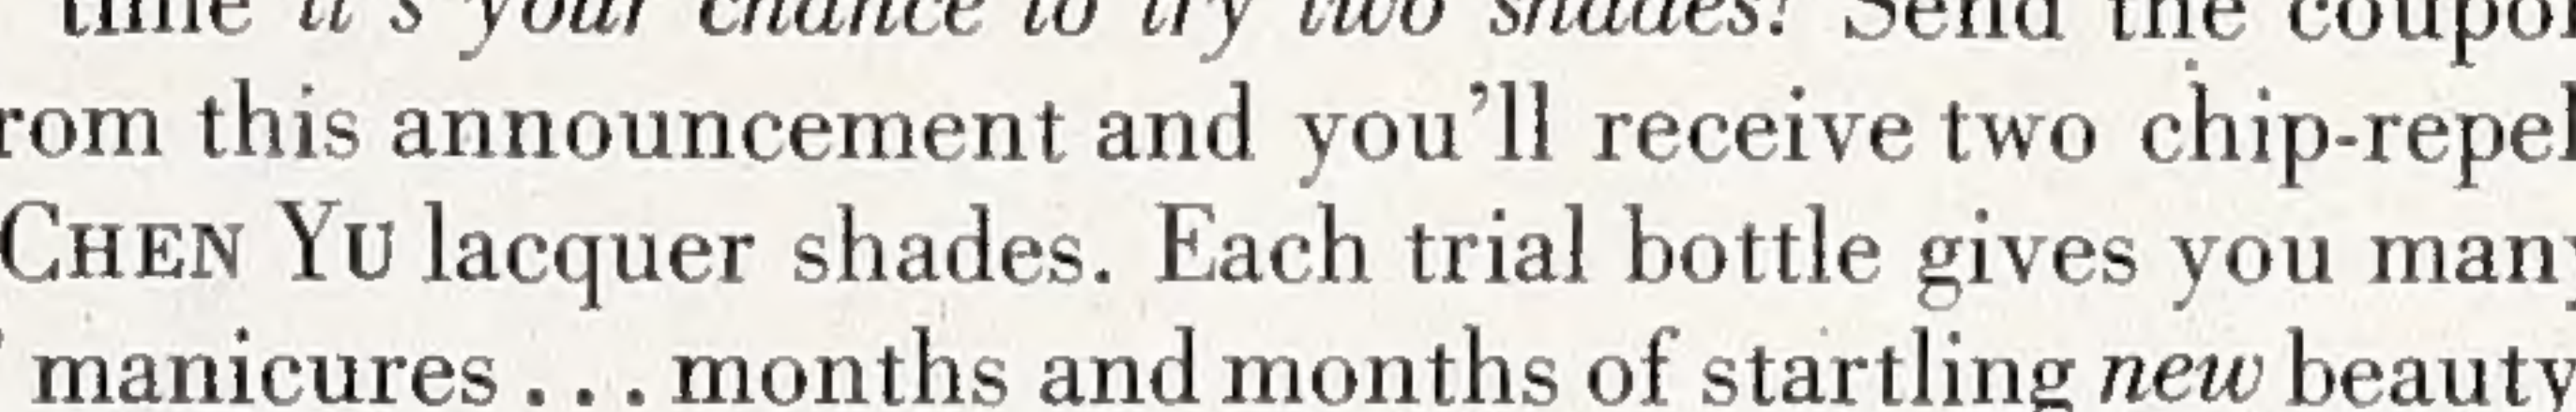 time it's your chance to try two shades! Send the coupon
rom this announcement and you'll receive two chip-repel
CHEN YU lacquer shades. Each trial bottle gives you many
manicures . . . months and months of startling new beauty